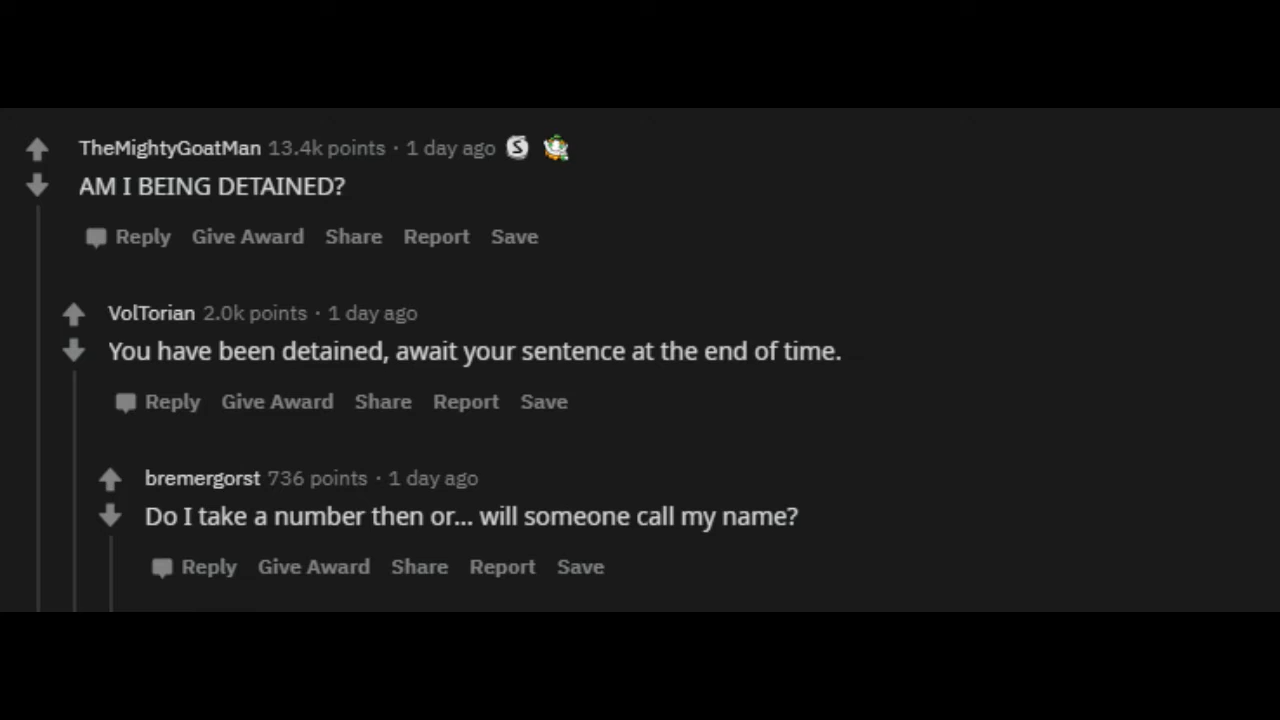 TheMightyGoatMan 13.4k points · 1 day ago S
AM I BEING DETAINED?
Reply Give Award Share Report Save
VolTorian 2.0k points · 1 day ago
You have been detained, await your sentence at the end of time.
Reply Give Award Share Report Save
bremergorst 736 points · 1 day ago
Do I take a number then or... will someone call my name?
Reply Give Award Share Report Save